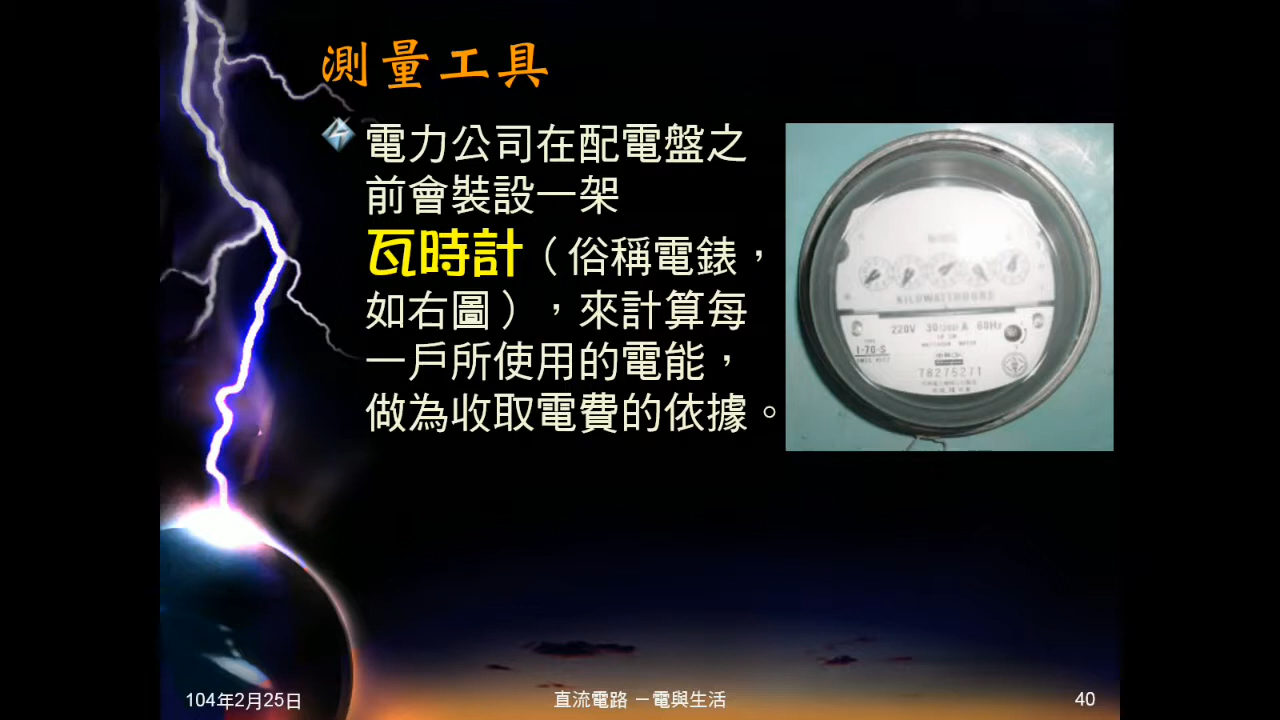 測量工具
電力公司在配電盤之
前會裝設一架
瓦時計（俗稱電錶，
如右圖），來計算每
一戶所使用的電能，
做為收取電費的依據。
KILOWATTHOURS
220V
60Hz
I-70-S
T8275271
104年2月25日
直流電路 －電與生活
40